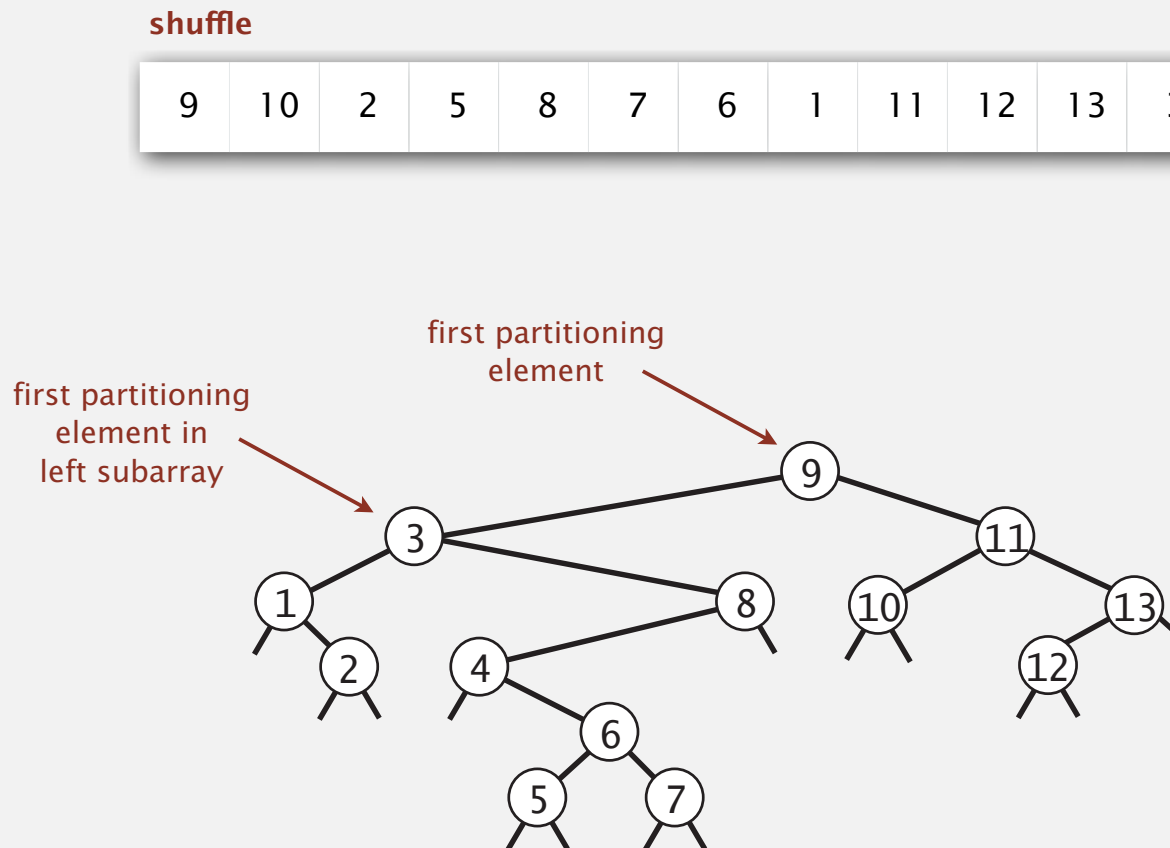 shuffle
9 10 2 5 8 7 6 1 11 12 13
first partitioning
element
first partitioning
element in
left subarray
9
3 11
1 8 10 13
2 4 12
6
5 7